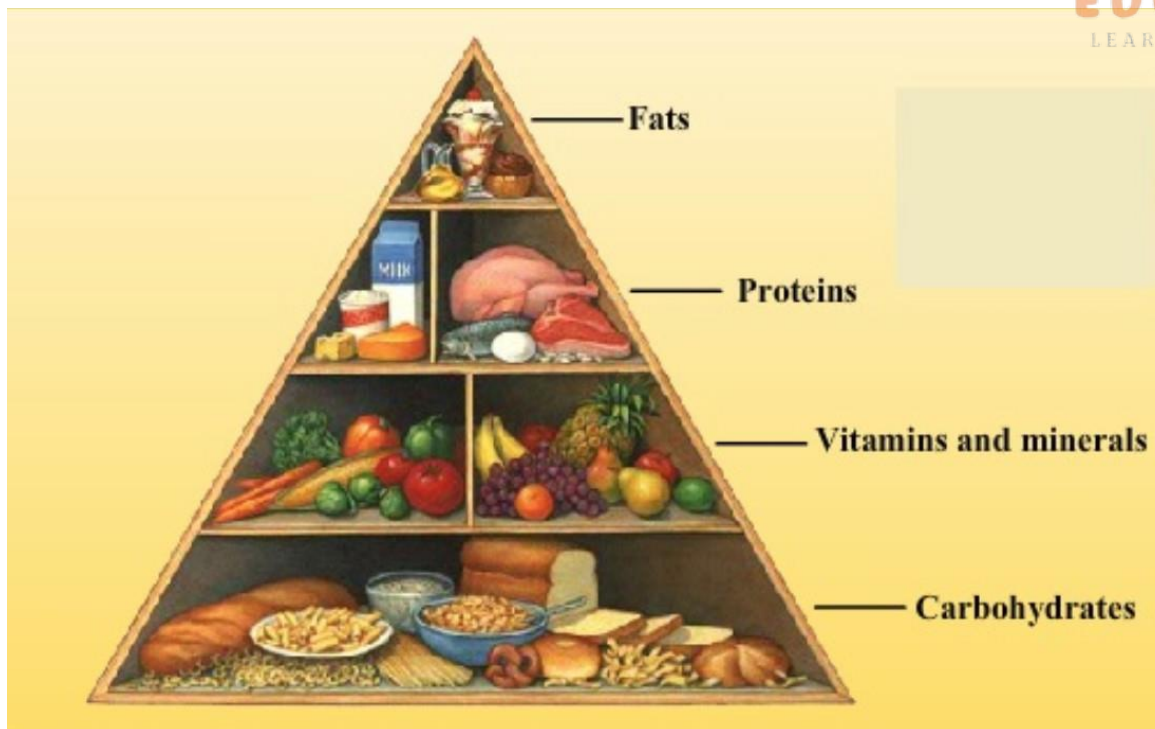 LEAR
Fats
MILK
Proteins
Vitamins and minerals
Carbohydrates